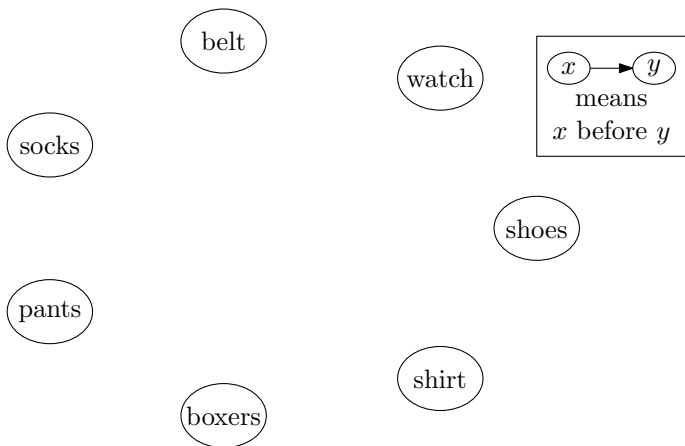 belt
watch
x y
means
x before y
socks
shoes
pants
shirt
boxers